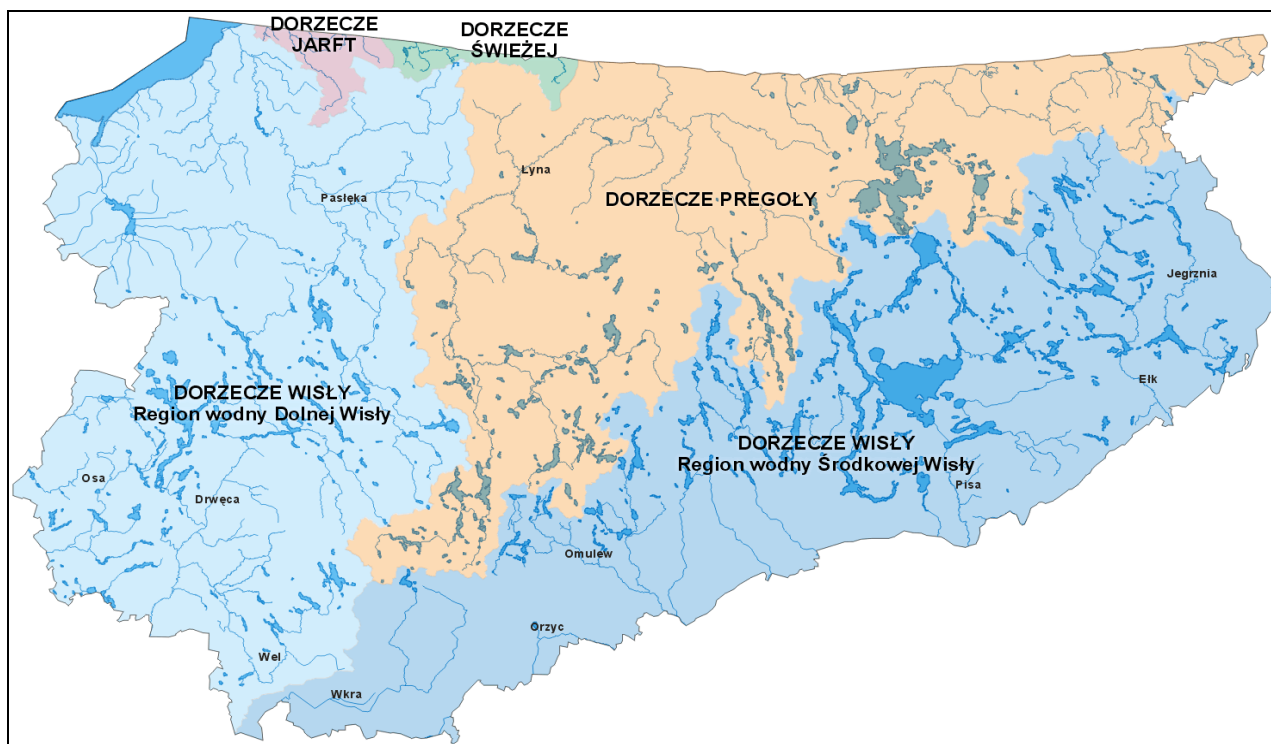 DORZECZE
JARFT
DORZECZE
ŚWIEŻEJ
Łyna
Pasłęka
DORZECZE PREGOŁY
Jegrznia
Ełk
DORZECZE WISŁY
Region wodny Dolnej Wisły
DORZECZE WISŁY
Region wodny Środkowej Wisły
Osa
Drwęca
Pisa
Omulew
Orzyc
Wel
Wkra